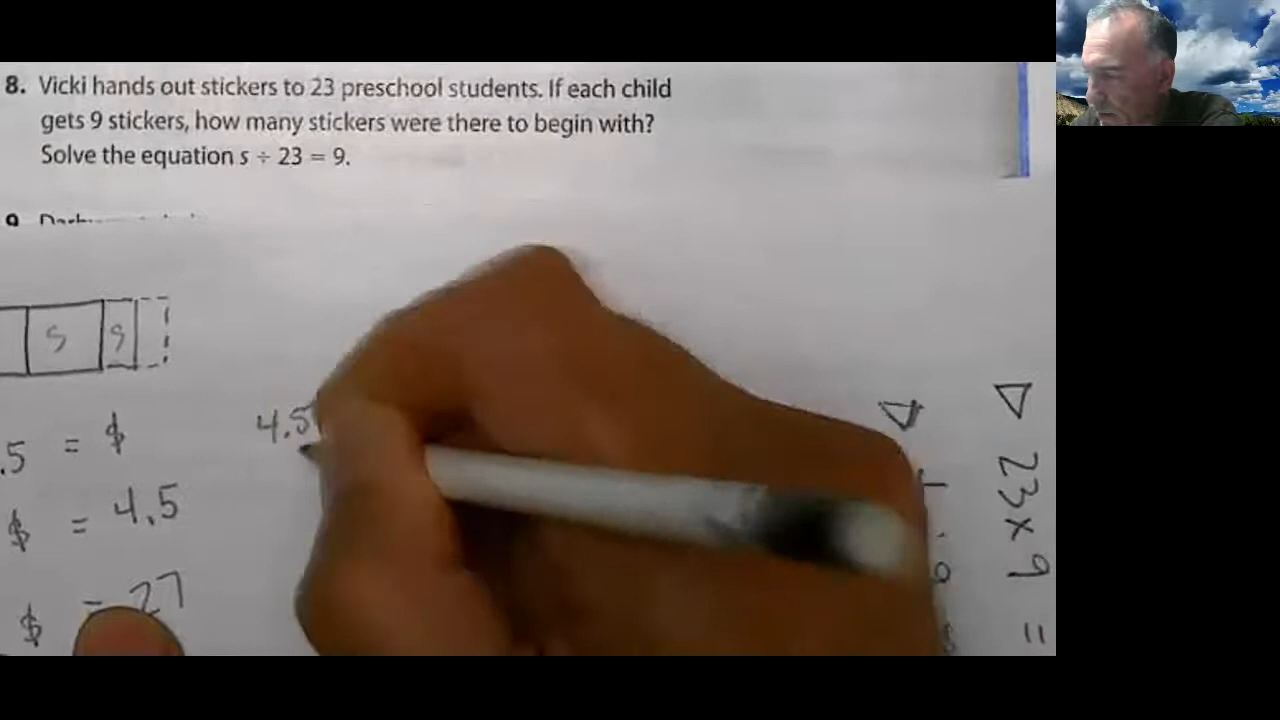 8. Vicki hands out stickers to 23 preschool students. If each child
gets 9 stickers, how many stickers were there to begin with?
Solve the equation s ÷ 23 = 9.
9
S S
.5 = $
$ = 4.5
$ = 27
4.5
23 x 9 =